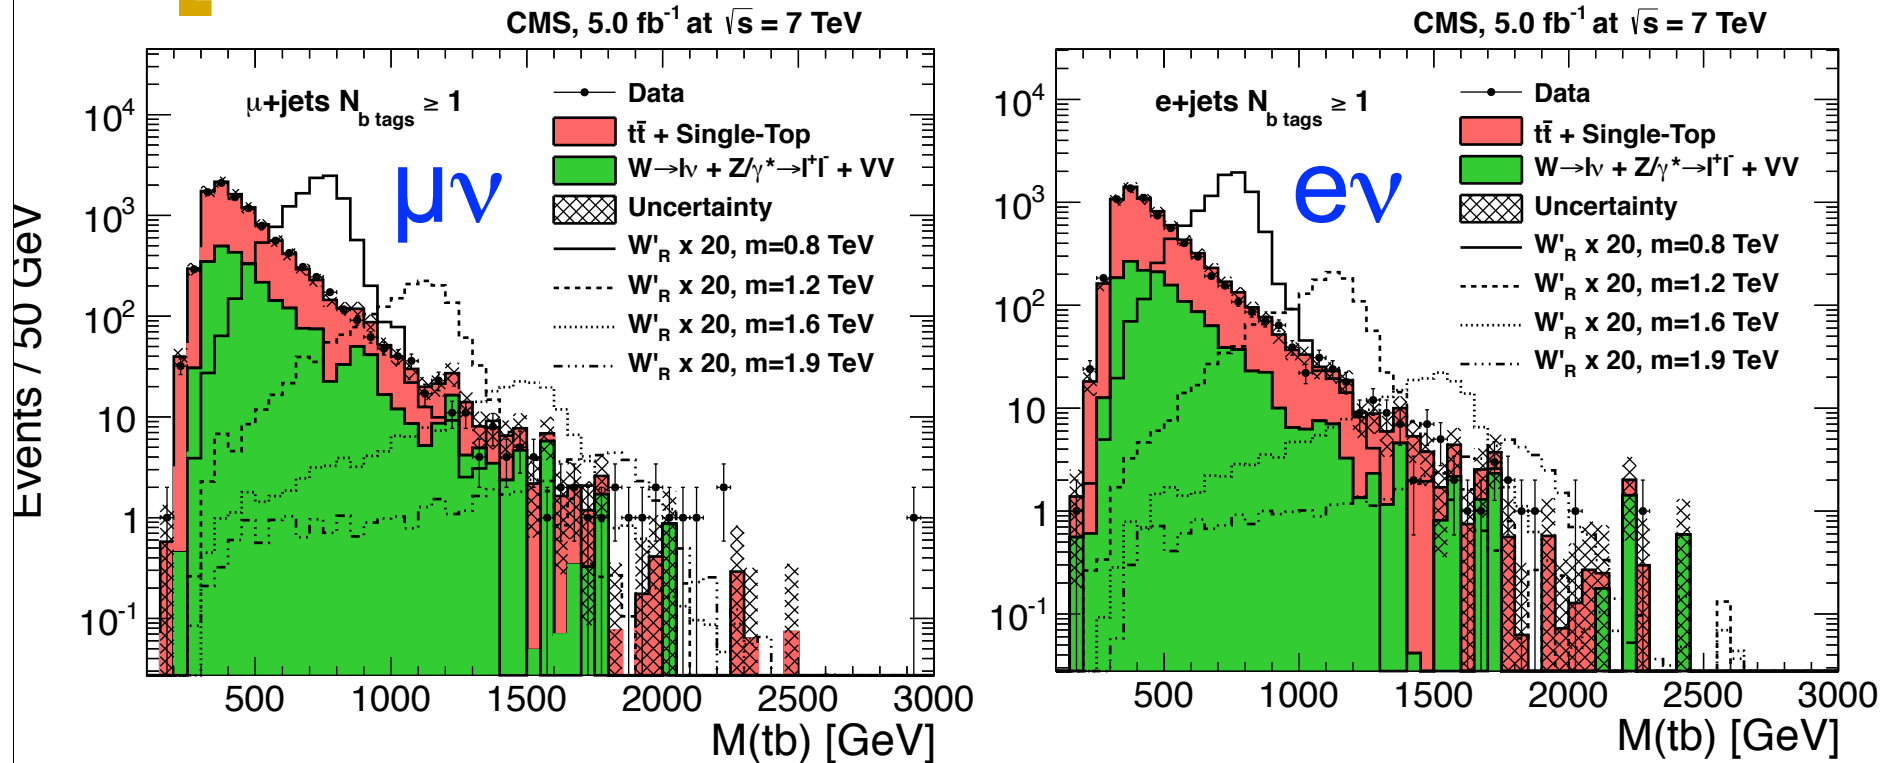 CMS, 5.0 fb⁻¹ at √s = 7 TeV
μ+jets N_b tags ≥ 1
μν
Data
tt̄ + Single-Top
W→lν + Z/γ*→l⁺l⁻ + VV
Uncertainty
W'_R x 20, m=0.8 TeV
W'_R x 20, m=1.2 TeV
W'_R x 20, m=1.6 TeV
W'_R x 20, m=1.9 TeV
Events / 50 GeV
10⁴
10³
10²
10
1
10⁻¹
500 1000 1500 2000 2500 3000
M(tb) [GeV]
CMS, 5.0 fb⁻¹ at √s = 7 TeV
e+jets N_b tags ≥ 1
eν
Data
tt̄ + Single-Top
W→lν + Z/γ*→l⁺l⁻ + VV
Uncertainty
W'_R x 20, m=0.8 TeV
W'_R x 20, m=1.2 TeV
W'_R x 20, m=1.6 TeV
W'_R x 20, m=1.9 TeV
10⁴
10³
10²
10
1
10⁻¹
500 1000 1500 2000 2500 3000
M(tb) [GeV]